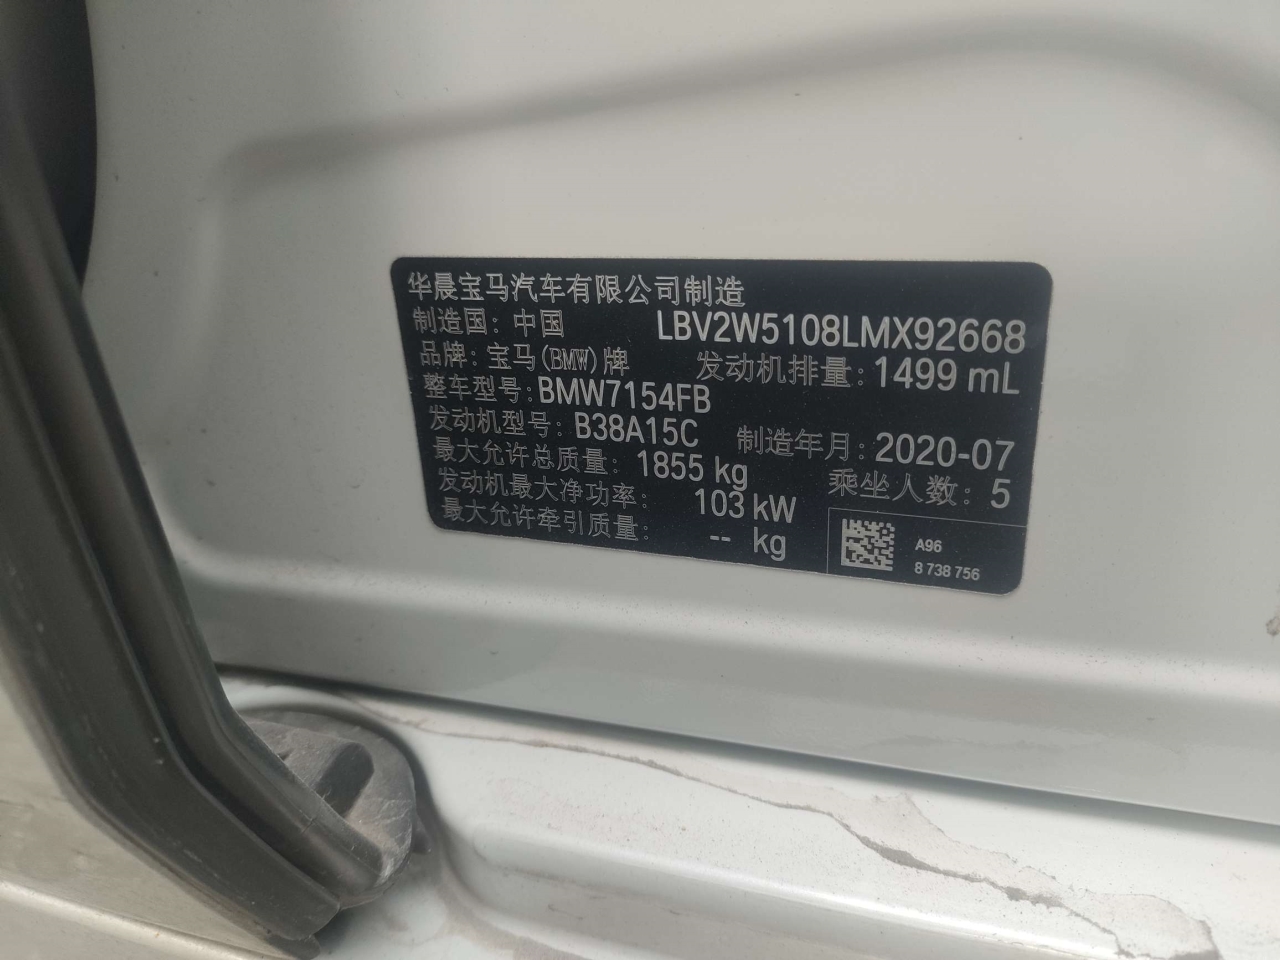 华晨宝马汽车有限公司制造
制造国: 中国 LBV2W5108LMX92668
品牌: 宝马(BMW)牌 发动机排量: 1499 mL
整车型号: BMW7154FB
发动机型号: B38A15C 制造年月: 2020-07
最大允许总质量: 1855 kg 乘坐人数: 5
发动机最大净功率: 103 kW
最大允许牵引质量: -- kg
A96
8 738 756